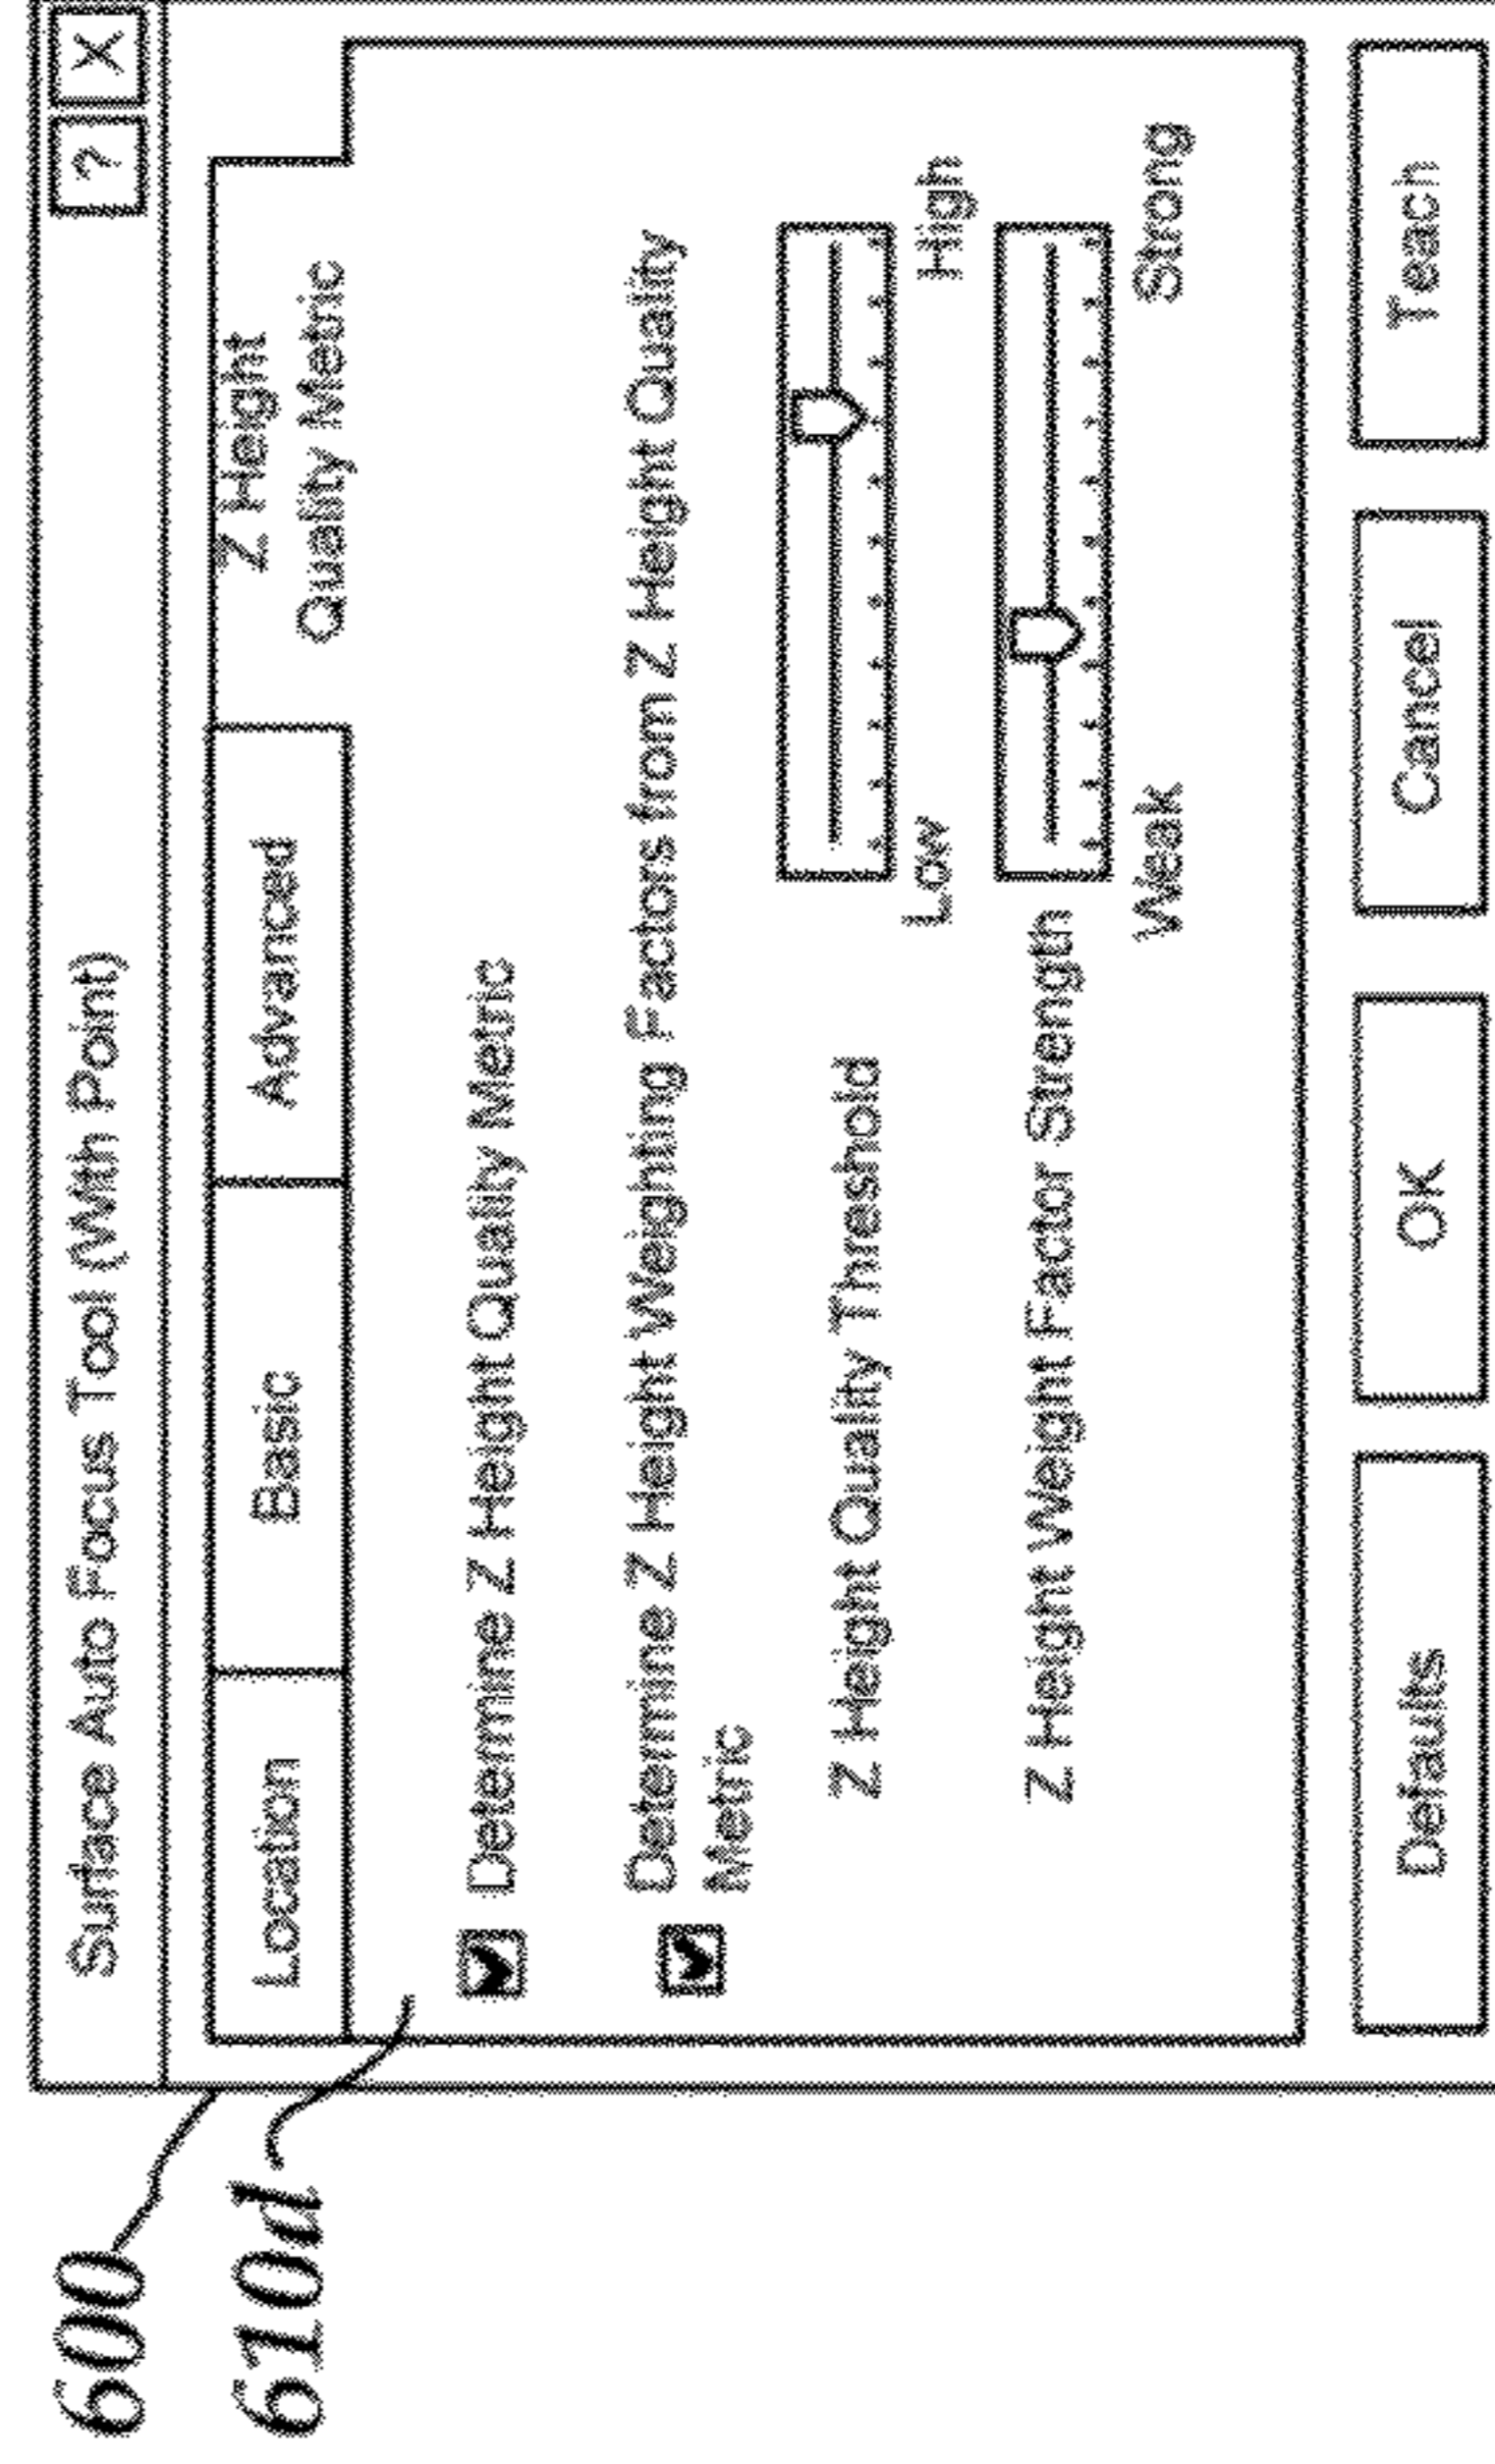 600
Surface Auto Focus Tool (With Point)
? X
610d
Location Basic Advanced Z Height
Quality Metric
Determine Z Height Quality Metric
Determine Z Height Weighting Factors from Z Height Quality
Metric
Z Height Quality Threshold
Low High
Z Height Weight Factor Strength
Weak Strong
Defaults OK Cancel Teach